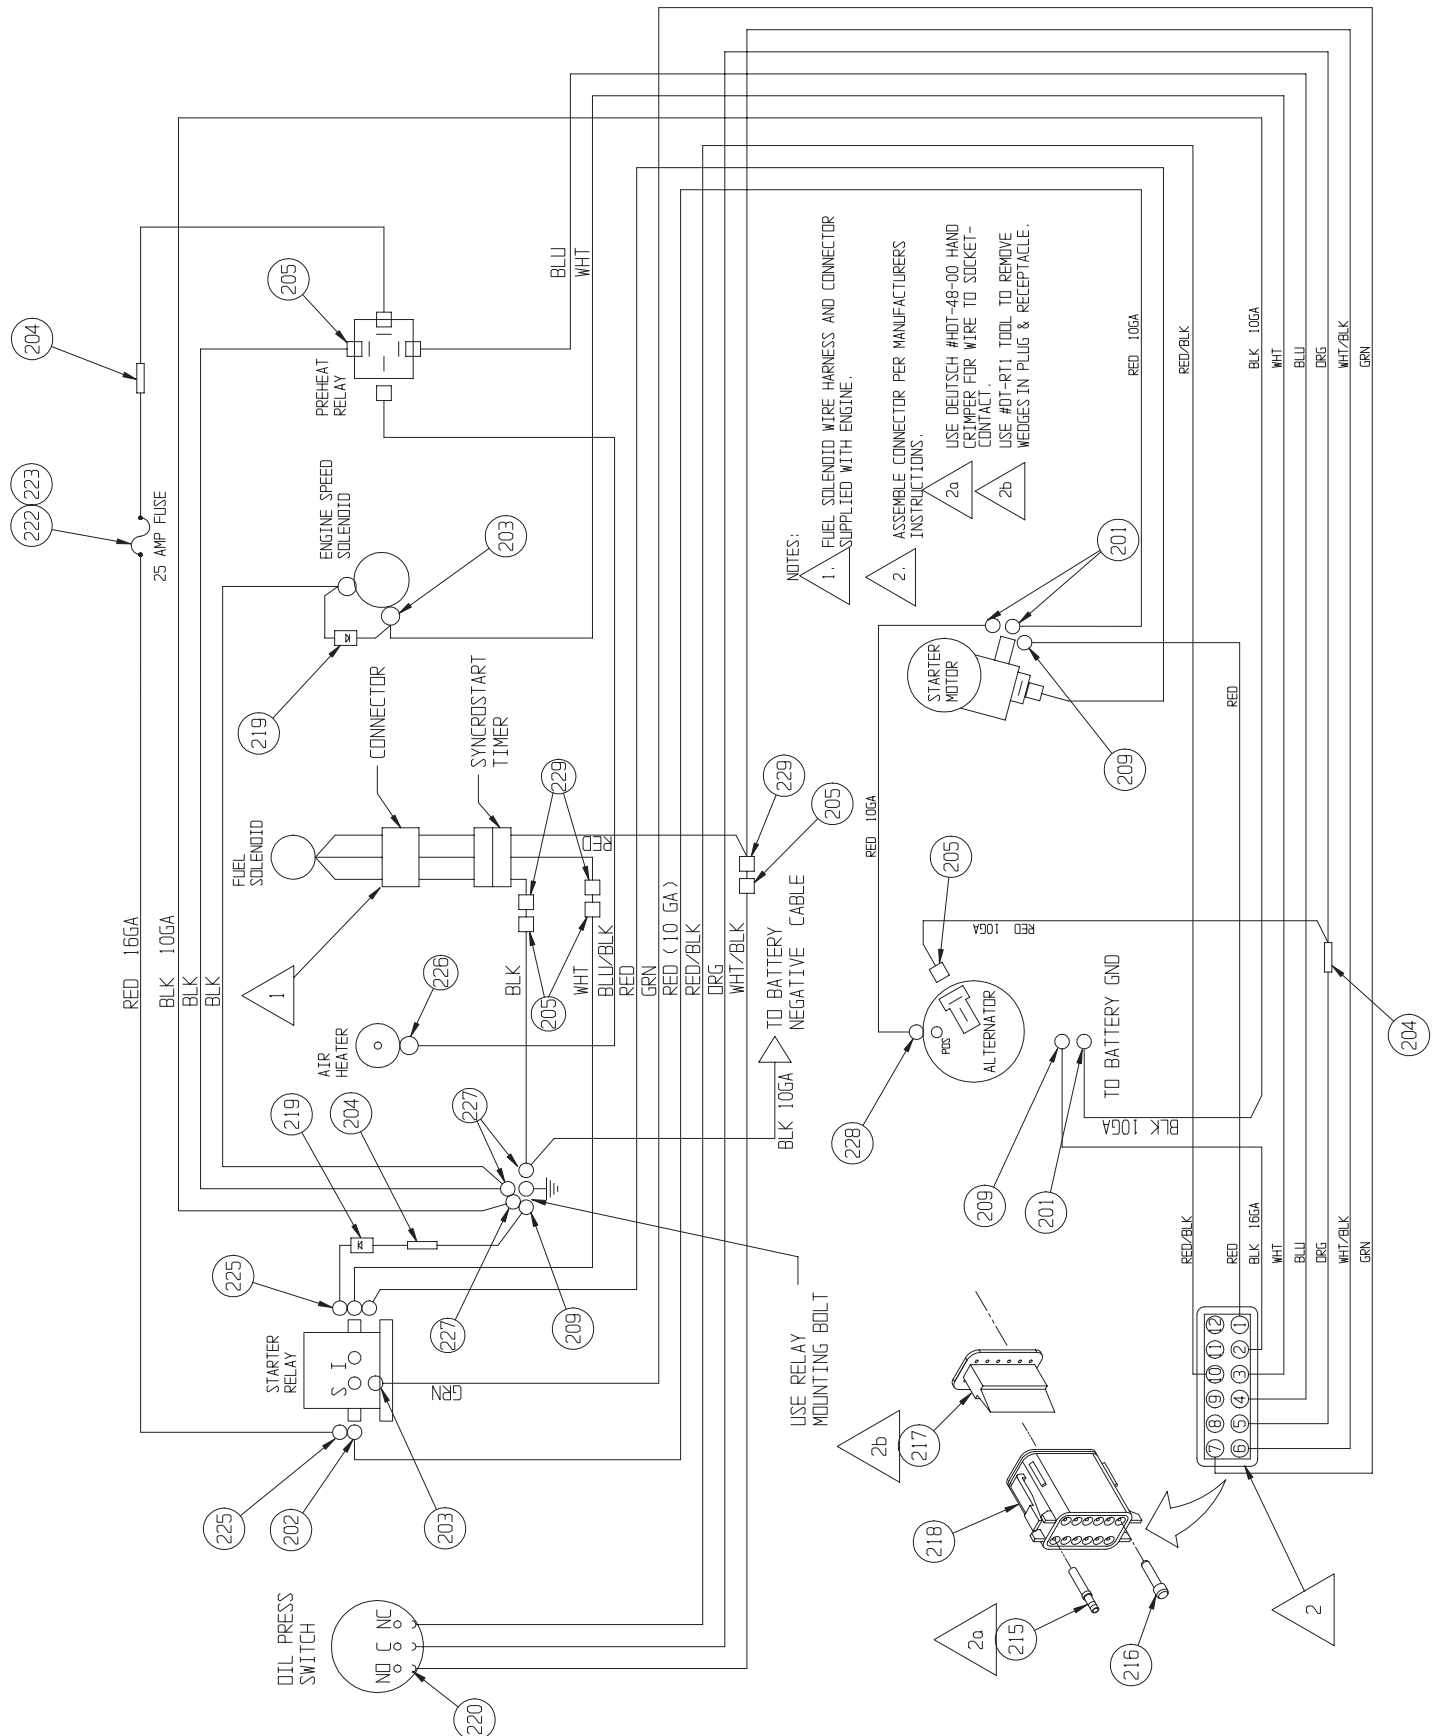 204
222
223
25 AMP FUSE
205
PREHEAT
RELAY
ENGINE SPEED
SOLENOID
203
219
CONNECTOR
SYNCROSTART
TIMER
FUEL
SOLENOID
1
RED 16GA
BLK 10GA
BLK
BLK
BLU
WHT
229
RED
229
205
BLK
205
WHT
BLU/BLK
RED
GRN
RED (10 GA)
RED/BLK
ORG
WHT/BLK
226
AIR
HEATER
219
204
227
227
209
BLK 10GA
TO BATTERY
NEGATIVE CABLE
225
STARTER
RELAY
S I
GRN
225
202
203
USE RELAY
MOUNTING BOLT
OIL PRESS
SWITCH
NO C NC
220
NOTES:
1. FUEL SOLENOID WIRE HARNESS AND CONNECTOR
SUPPLIED WITH ENGINE.
2. ASSEMBLE CONNECTOR PER MANUFACTURERS
INSTRUCTIONS.
2a USE DEUTSCH #HDT-48-00 HAND
CRIMPER FOR WIRE TO SOCKET-
CONTACT.
2b USE #DT-RT1 TOOL TO REMOVE
WEDGES IN PLUG & RECEPTACLE.
201
STARTER
MOTOR
209
RED 10GA
RED 10GA
RED/BLK
RED
BLK 10GA
WHT
BLU
ORG
WHT/BLK
GRN
205
RED 10GA
POS
ALTERNATOR
228
204
209
201
TO BATTERY GND
BLK 10GA
RED/BLK
RED
BLK 16GA
WHT
BLU
ORG
WHT/BLK
GRN
7 8 9 10 11 12
6 5 4 3 2 1
2
2b
217
218
2a
215
216